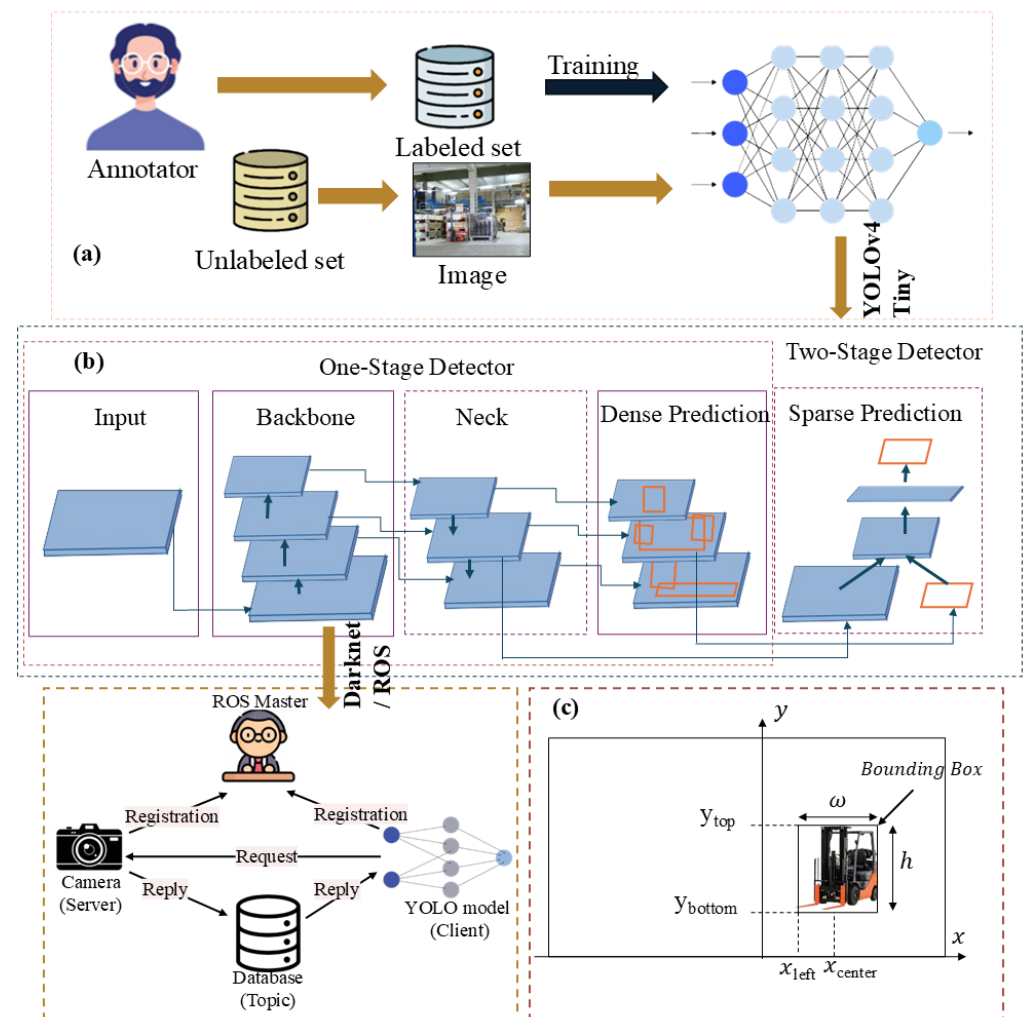 Annotator
Labeled set
Training
Unlabeled set
Image
(a)
YOLOv4
Tiny
(b)
One-Stage Detector
Two-Stage Detector
Input
Backbone
Neck
Dense Prediction
Sparse Prediction
Darknet
/ ROS
ROS Master
Registration
Registration
Request
Camera
(Server)
Reply
Reply
YOLO model
(Client)
Database
(Topic)
(c)
y
Bounding Box
ω
y_top
h
y_bottom
x
x_left
x_center